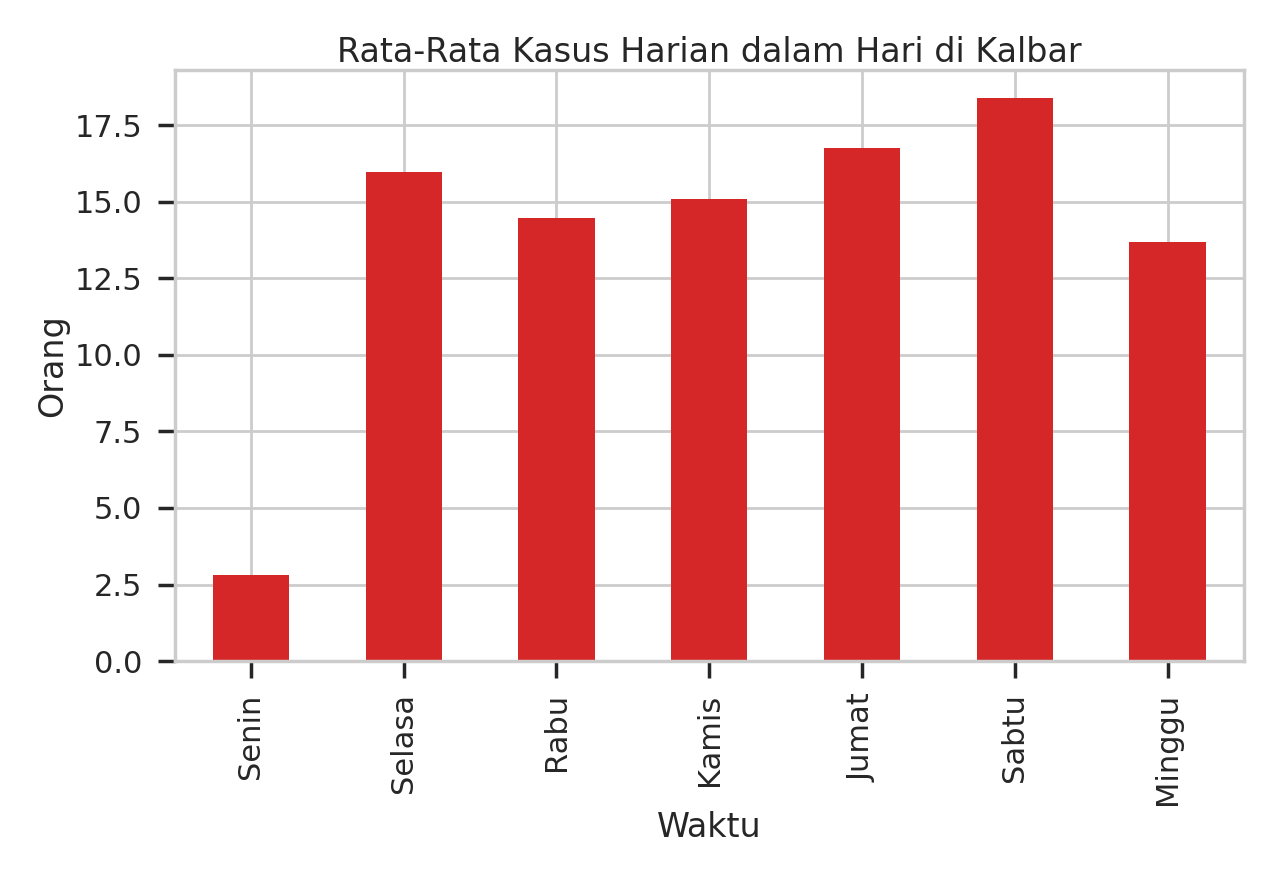 Rata-Rata Kasus Harian dalam Hari di Kalbar
17.5
15.0
12.5
10.0
7.5
5.0
2.5
0.0
Orang
Senin
Selasa
Rabu
Kamis
Jumat
Sabtu
Minggu
Waktu